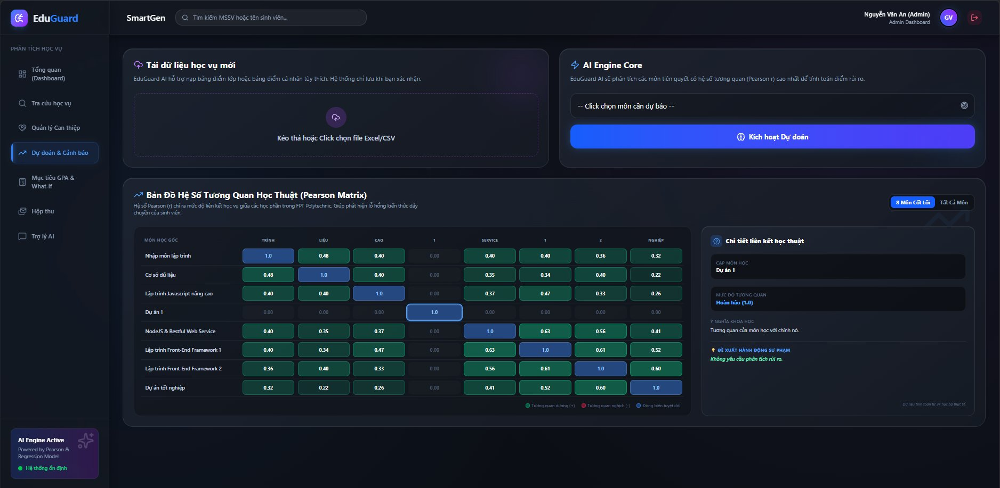 EduGuard
SmartGen
Tìm kiếm MSSV hoặc tên sinh viên...
Nguyễn Văn An (Admin)
Admin Dashboard
GV
PHÂN TÍCH HỌC VỤ
Tổng quan
(Dashboard)
Tra cứu học vụ
Quản lý Can thiệp
Dự đoán & Cảnh báo
Mục tiêu GPA &
What-if
Hộp thư
Trợ lý AI
AI Engine Active
Powered by Pearson &
Regression Model
Hệ thống ổn định
Tải dữ liệu học vụ mới
EduGuard AI hỗ trợ nạp bảng điểm lớp hoặc bảng điểm cá nhân tùy thích. Hệ thống chỉ lưu khi bạn xác nhận.
Kéo thả hoặc Click chọn file Excel/CSV
AI Engine Core
EduGuard AI sẽ phân tích các môn tiên quyết có hệ số tương quan (Pearson r) cao nhất để tính toán điểm rủi ro.
-- Click chọn môn cần dự báo --
Kích hoạt Dự đoán
Bản Đồ Hệ Số Tương Quan Học Thuật (Pearson Matrix)
Hệ số Pearson (r) chỉ ra mức độ liên kết học vụ giữa các học phần trong FPT Polytechnic. Giúp phát hiện lỗ hổng kiến thức dây
chuyền của sinh viên.
8 Môn Cốt Lõi Tất Cả Môn
MÔN HỌC GỐC TRÌNH LIỆU CAO 1 SERVICE 1 2 NGHIỆP
Nhập môn lập trình 1.0 0.48 0.40 0.00 0.40 0.40 0.36 0.32
Cơ sở dữ liệu 0.48 1.0 0.40 0.00 0.35 0.34 0.40 0.22
Lập trình Javascript nâng cao 0.40 0.40 1.0 0.00 0.37 0.47 0.33 0.26
Dự án 1 0.00 0.00 0.00 1.0 0.00 0.00 0.00 0.00
NodeJS & Restful Web Service 0.40 0.35 0.37 0.00 1.0 0.63 0.56 0.41
Lập trình Front-End Framework 1 0.40 0.34 0.47 0.00 0.63 1.0 0.61 0.52
Lập trình Front-End Framework 2 0.36 0.40 0.33 0.00 0.56 0.61 1.0 0.60
Dự án tốt nghiệp 0.32 0.22 0.26 0.00 0.41 0.52 0.60 1.0
Tương quan dương (+) Tương quan nghịch (-) Đồng biến tuyệt đối
Chi tiết liên kết học thuật
CẶP MÔN HỌC
Dự án 1
MỨC ĐỘ TƯƠNG QUAN
Hoàn hảo (1.0)
Ý NGHĨA KHOA HỌC
Tương quan của môn học với chính nó.
ĐỀ XUẤT HÀNH ĐỘNG SƯ PHẠM
Không yêu cầu phân tích rủi ro.
Dữ liệu tính toán từ 34 học bạ thực tế.